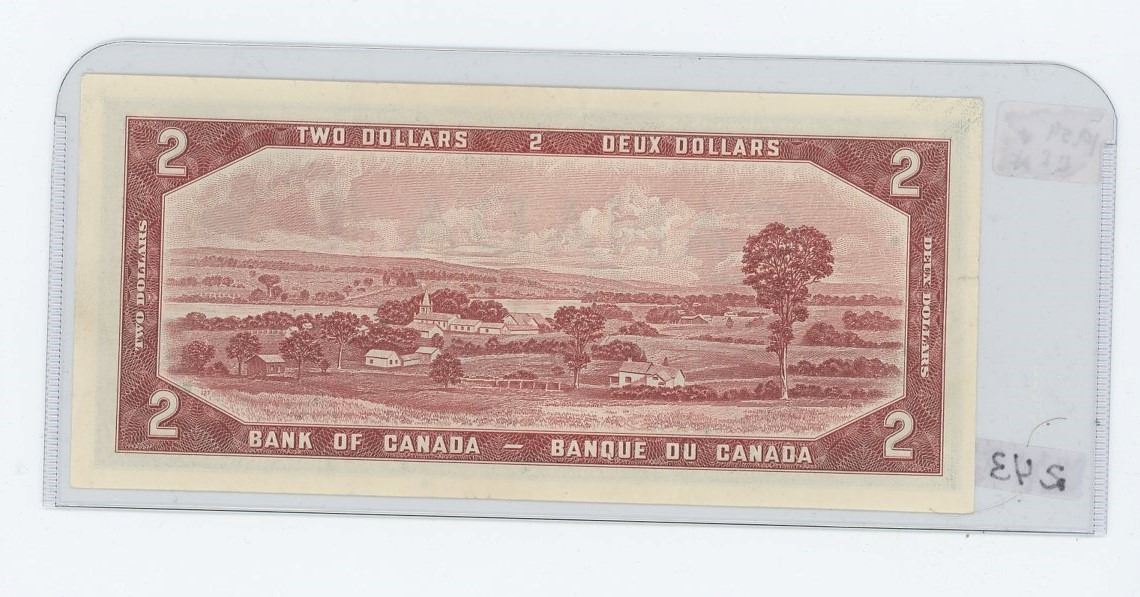 2 TWO DOLLARS 2 DEUX DOLLARS 2
TWO DOLLARS
DEUX DOLLARS
2 BANK OF CANADA – BANQUE DU CANADA 2
243